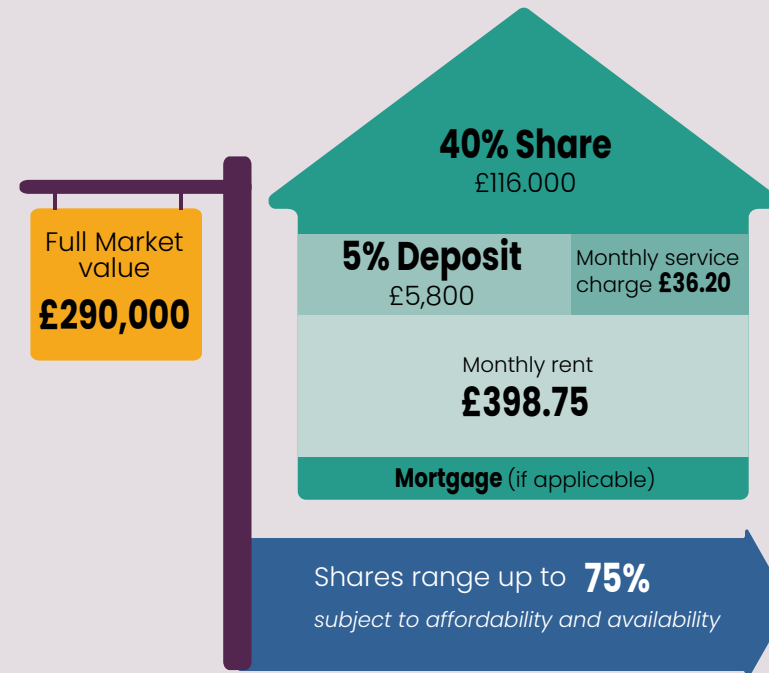 40% Share
£116.000
Full Market
value
£290,000
5% Deposit
£5,800
Monthly service
charge £36.20
Monthly rent
£398.75
Mortgage (if applicable)
Shares range up to 75%
subject to affordability and availability